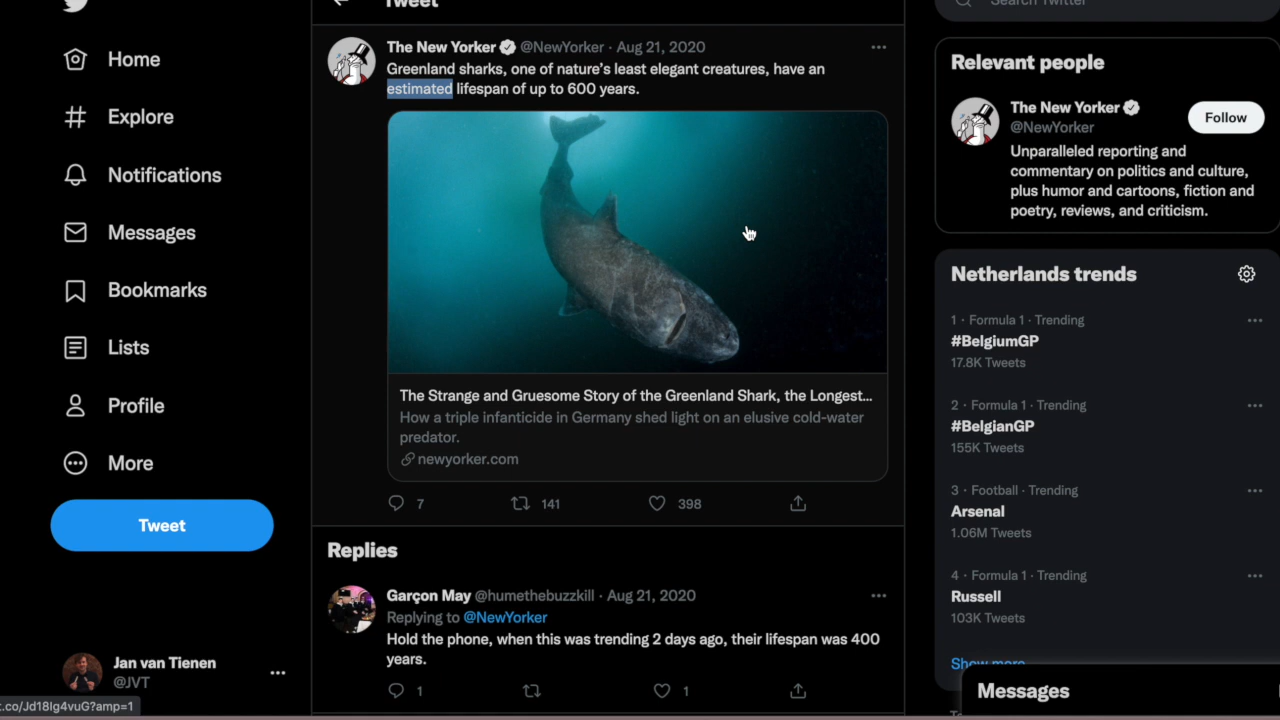 Tweet
Search Twitter
Home
Explore
Notifications
Messages
Bookmarks
Lists
Profile
More
Tweet
Jan van Tienen
@JVT
t.co/Jd18Ig4vuG?amp=1
The New Yorker @NewYorker · Aug 21, 2020
Greenland sharks, one of nature's least elegant creatures, have an
estimated lifespan of up to 600 years.
The Strange and Gruesome Story of the Greenland Shark, the Longest...
How a triple infanticide in Germany shed light on an elusive cold-water
predator.
newyorker.com
7 141 398
Replies
Garçon May @humethebuzzkill · Aug 21, 2020
Replying to @NewYorker
Hold the phone, when this was trending 2 days ago, their lifespan was 400
years.
1 1
Relevant people
The New Yorker
@NewYorker
Follow
Unparalleled reporting and
commentary on politics and culture,
plus humor and cartoons, fiction and
poetry, reviews, and criticism.
Netherlands trends
1 · Formula 1 · Trending
#BelgiumGP
17.8K Tweets
2 · Formula 1 · Trending
#BelgianGP
155K Tweets
3 · Football · Trending
Arsenal
1.06M Tweets
4 · Formula 1 · Trending
Russell
103K Tweets
Show more
Messages